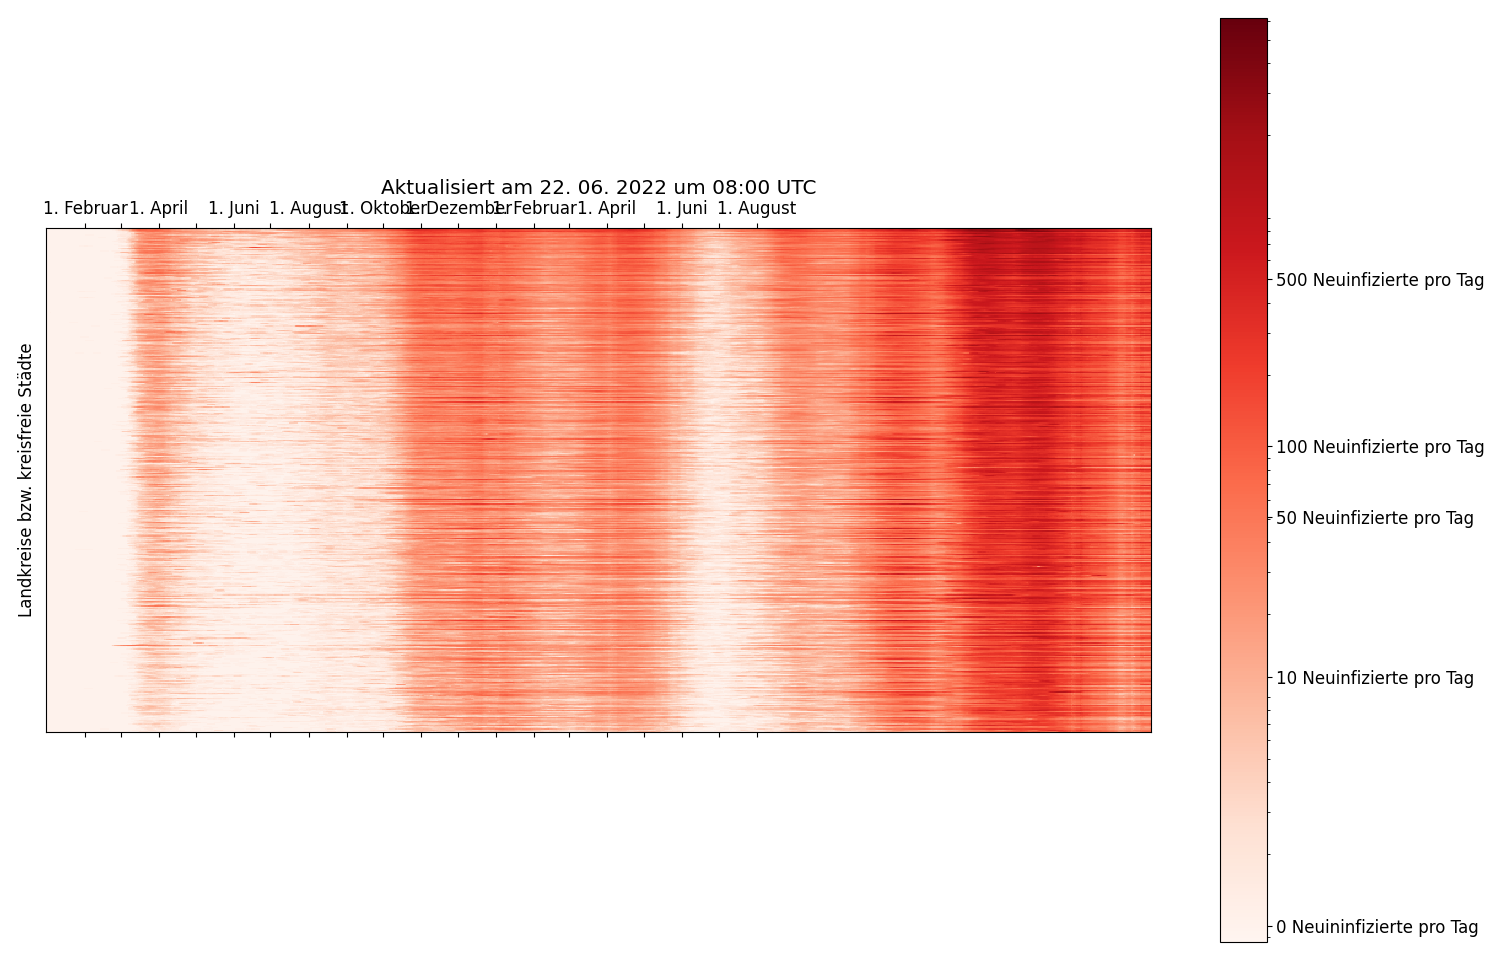 Aktualisiert am 22. 06. 2022 um 08:00 UTC
1. Februar 1. April 1. Juni 1. August 1. Oktober 1. Dezember 1. Februar 1. April 1. Juni 1. August
Landkreise bzw. kreisfreie Städte
500 Neuinfizierte pro Tag
100 Neuinfizierte pro Tag
50 Neuinfizierte pro Tag
10 Neuinfizierte pro Tag
0 Neuininfizierte pro Tag